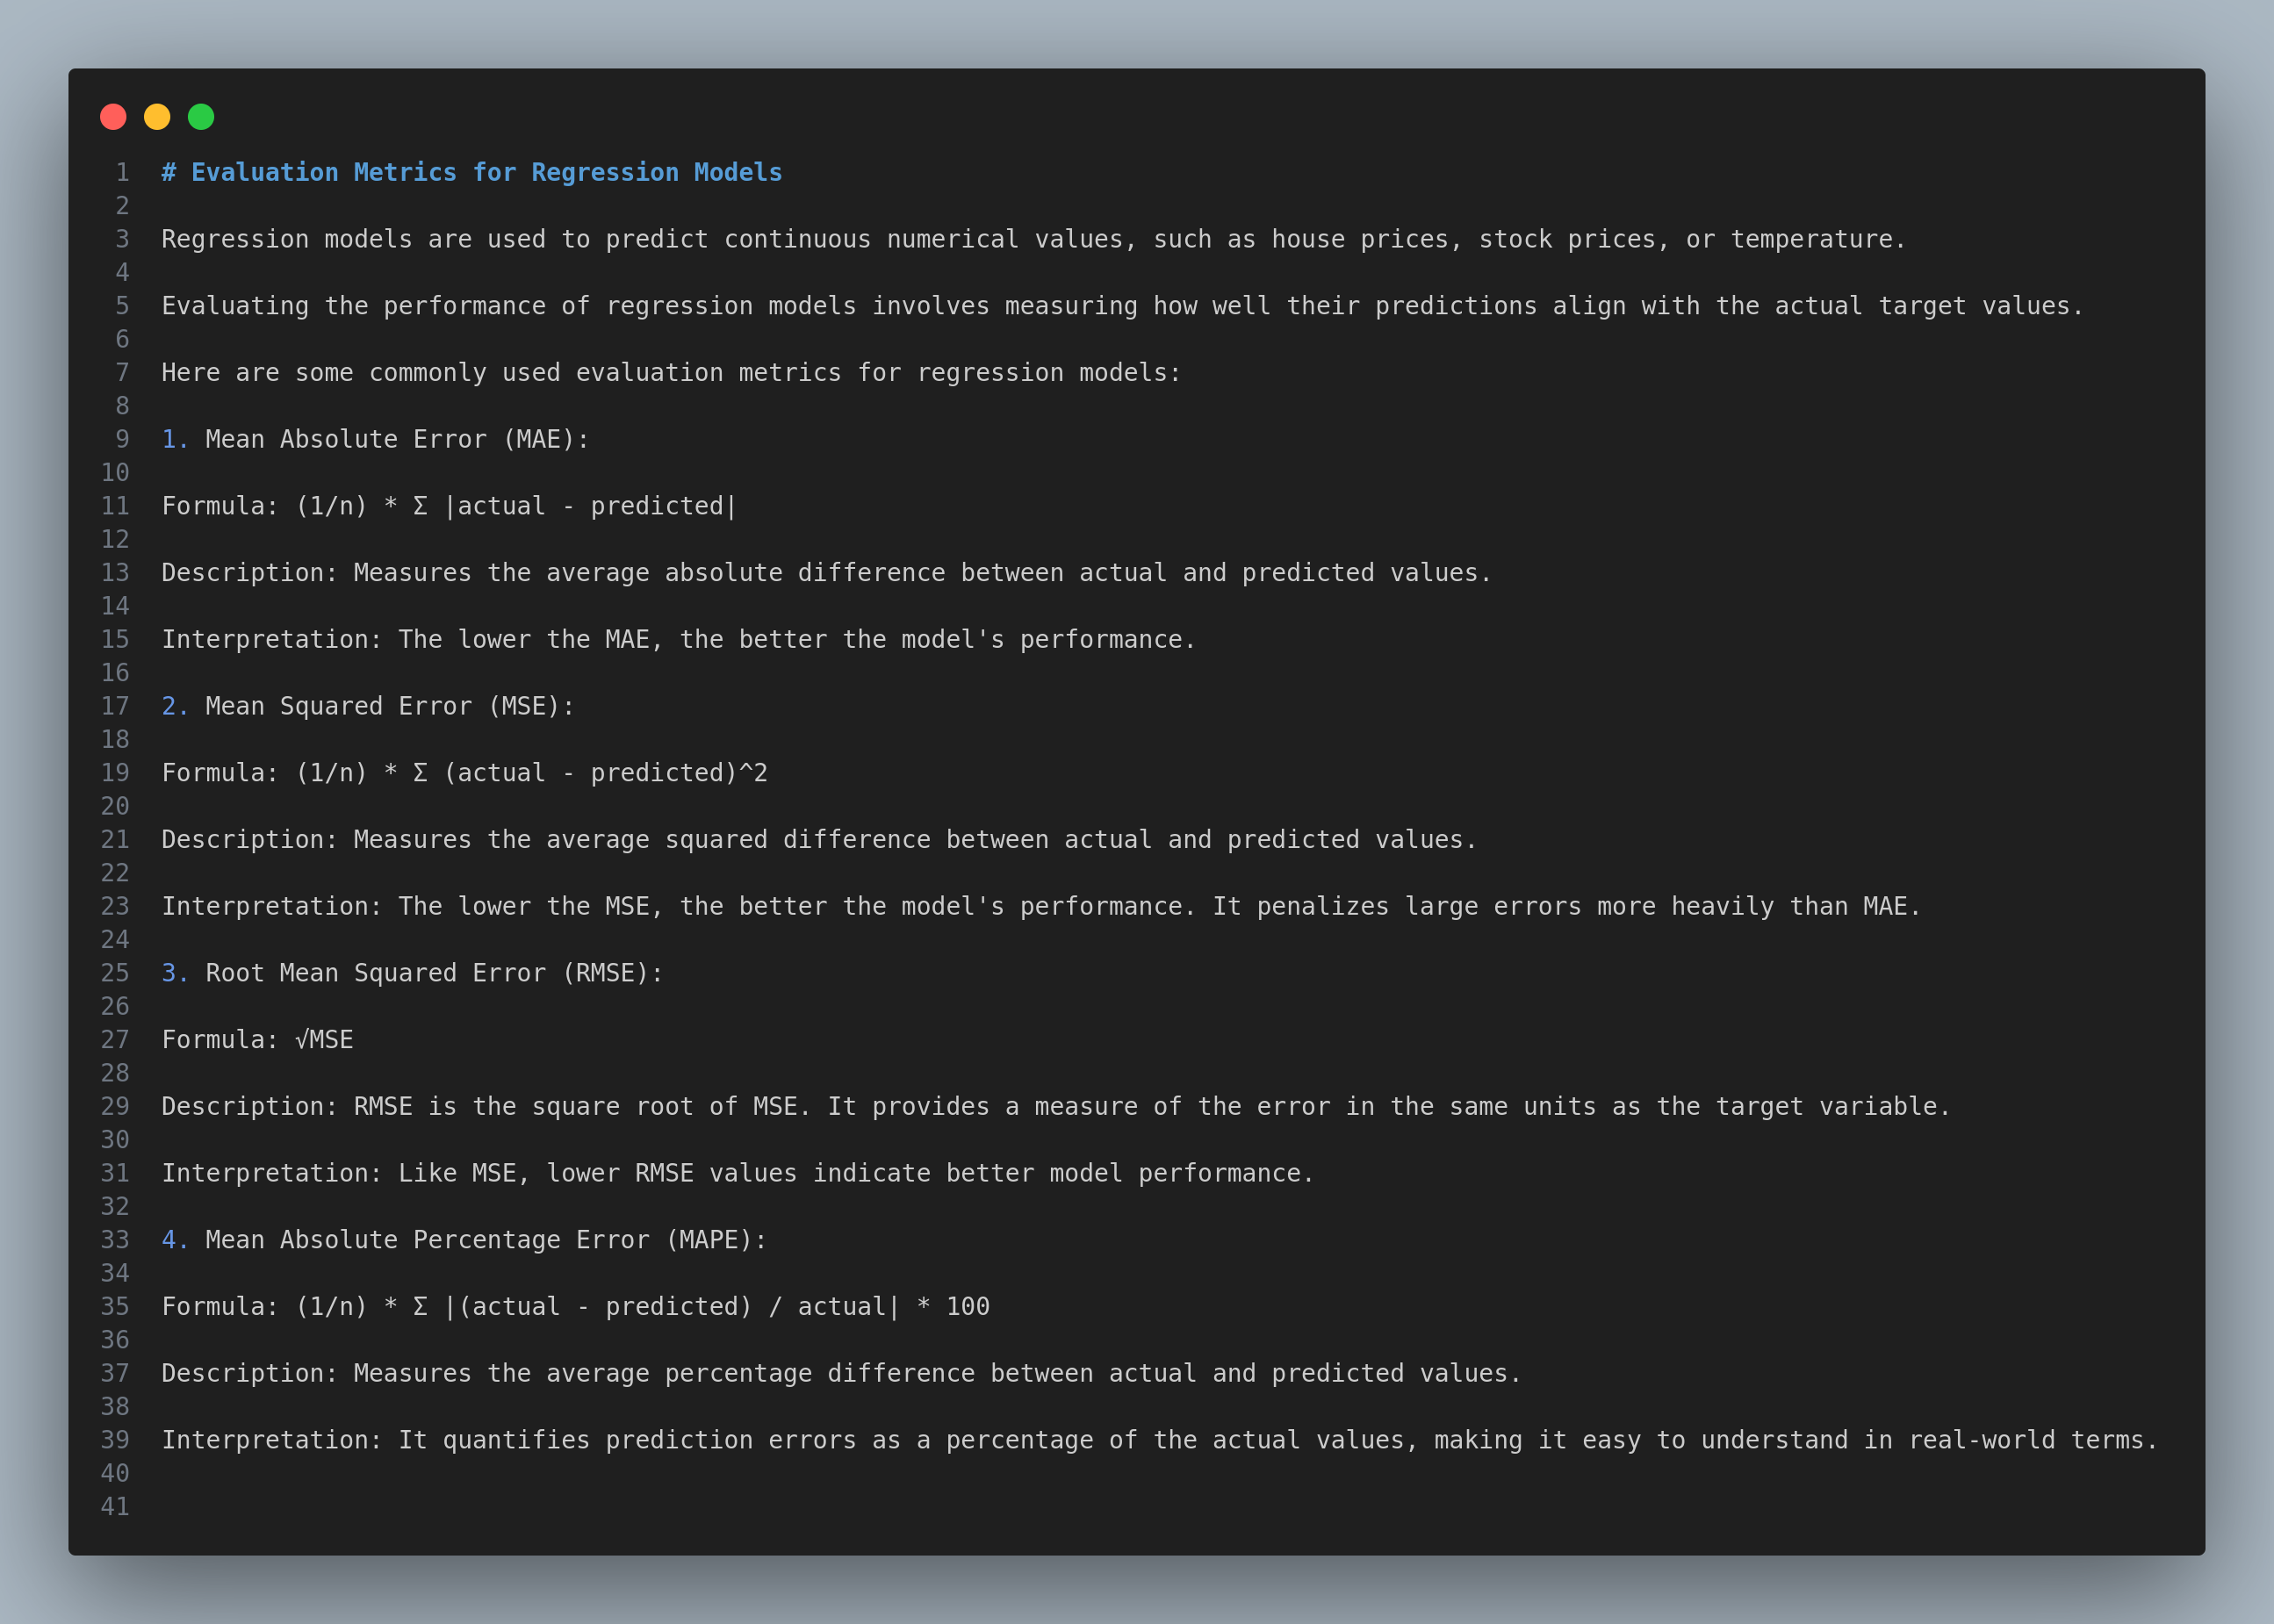 1 # Evaluation Metrics for Regression Models
2
3 Regression models are used to predict continuous numerical values, such as house prices, stock prices, or temperature.
4
5 Evaluating the performance of regression models involves measuring how well their predictions align with the actual target values.
6
7 Here are some commonly used evaluation metrics for regression models:
8
9 1. Mean Absolute Error (MAE):
10
11 Formula: (1/n) * Σ |actual - predicted|
12
13 Description: Measures the average absolute difference between actual and predicted values.
14
15 Interpretation: The lower the MAE, the better the model's performance.
16
17 2. Mean Squared Error (MSE):
18
19 Formula: (1/n) * Σ (actual - predicted)^2
20
21 Description: Measures the average squared difference between actual and predicted values.
22
23 Interpretation: The lower the MSE, the better the model's performance. It penalizes large errors more heavily than MAE.
24
25 3. Root Mean Squared Error (RMSE):
26
27 Formula: √MSE
28
29 Description: RMSE is the square root of MSE. It provides a measure of the error in the same units as the target variable.
30
31 Interpretation: Like MSE, lower RMSE values indicate better model performance.
32
33 4. Mean Absolute Percentage Error (MAPE):
34
35 Formula: (1/n) * Σ |(actual - predicted) / actual| * 100
36
37 Description: Measures the average percentage difference between actual and predicted values.
38
39 Interpretation: It quantifies prediction errors as a percentage of the actual values, making it easy to understand in real-world terms.
40
41